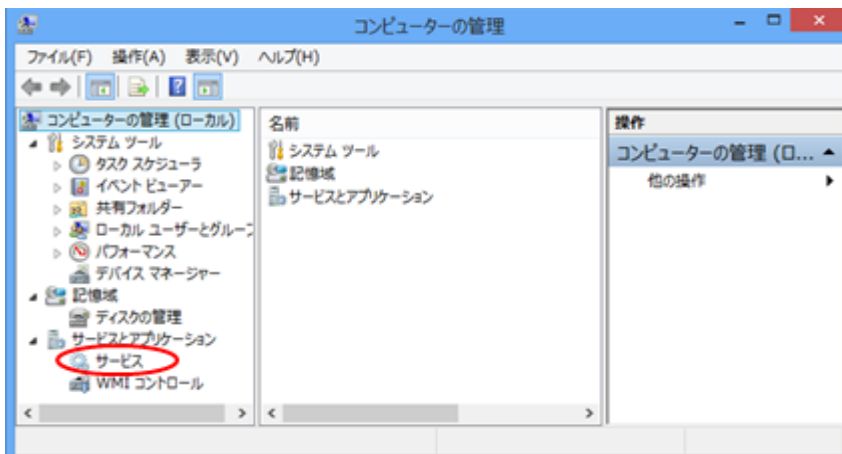 コンピューターの管理
ファイル(F) 操作(A) 表示(V) ヘルプ(H)
コンピューターの管理 (ローカル)
システム ツール
タスク スケジューラ
イベント ビューアー
共有フォルダー
ローカル ユーザーとグループ
パフォーマンス
デバイス マネージャー
記憶域
ディスクの管理
サービスとアプリケーション
サービス
WMI コントロール
名前
システム ツール
記憶域
サービスとアプリケーション
操作
コンピューターの管理 (ロ...
他の操作